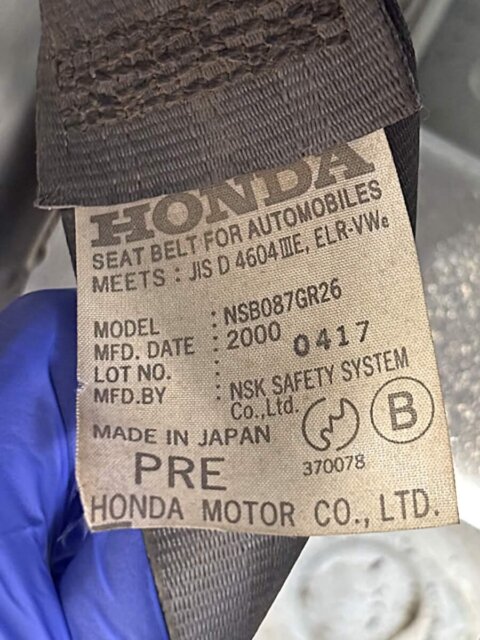 HONDA
SEAT BELT FOR AUTOMOBILES
MEETS : JIS D 4604ⅢE, ELR-VWe
MODEL : NSB087GR26
MFD. DATE : 2000 0417
LOT NO. :
MFD.BY : NSK SAFETY SYSTEM
Co.,Ltd.
B
MADE IN JAPAN
370078
PRE
HONDA MOTOR CO., LTD.